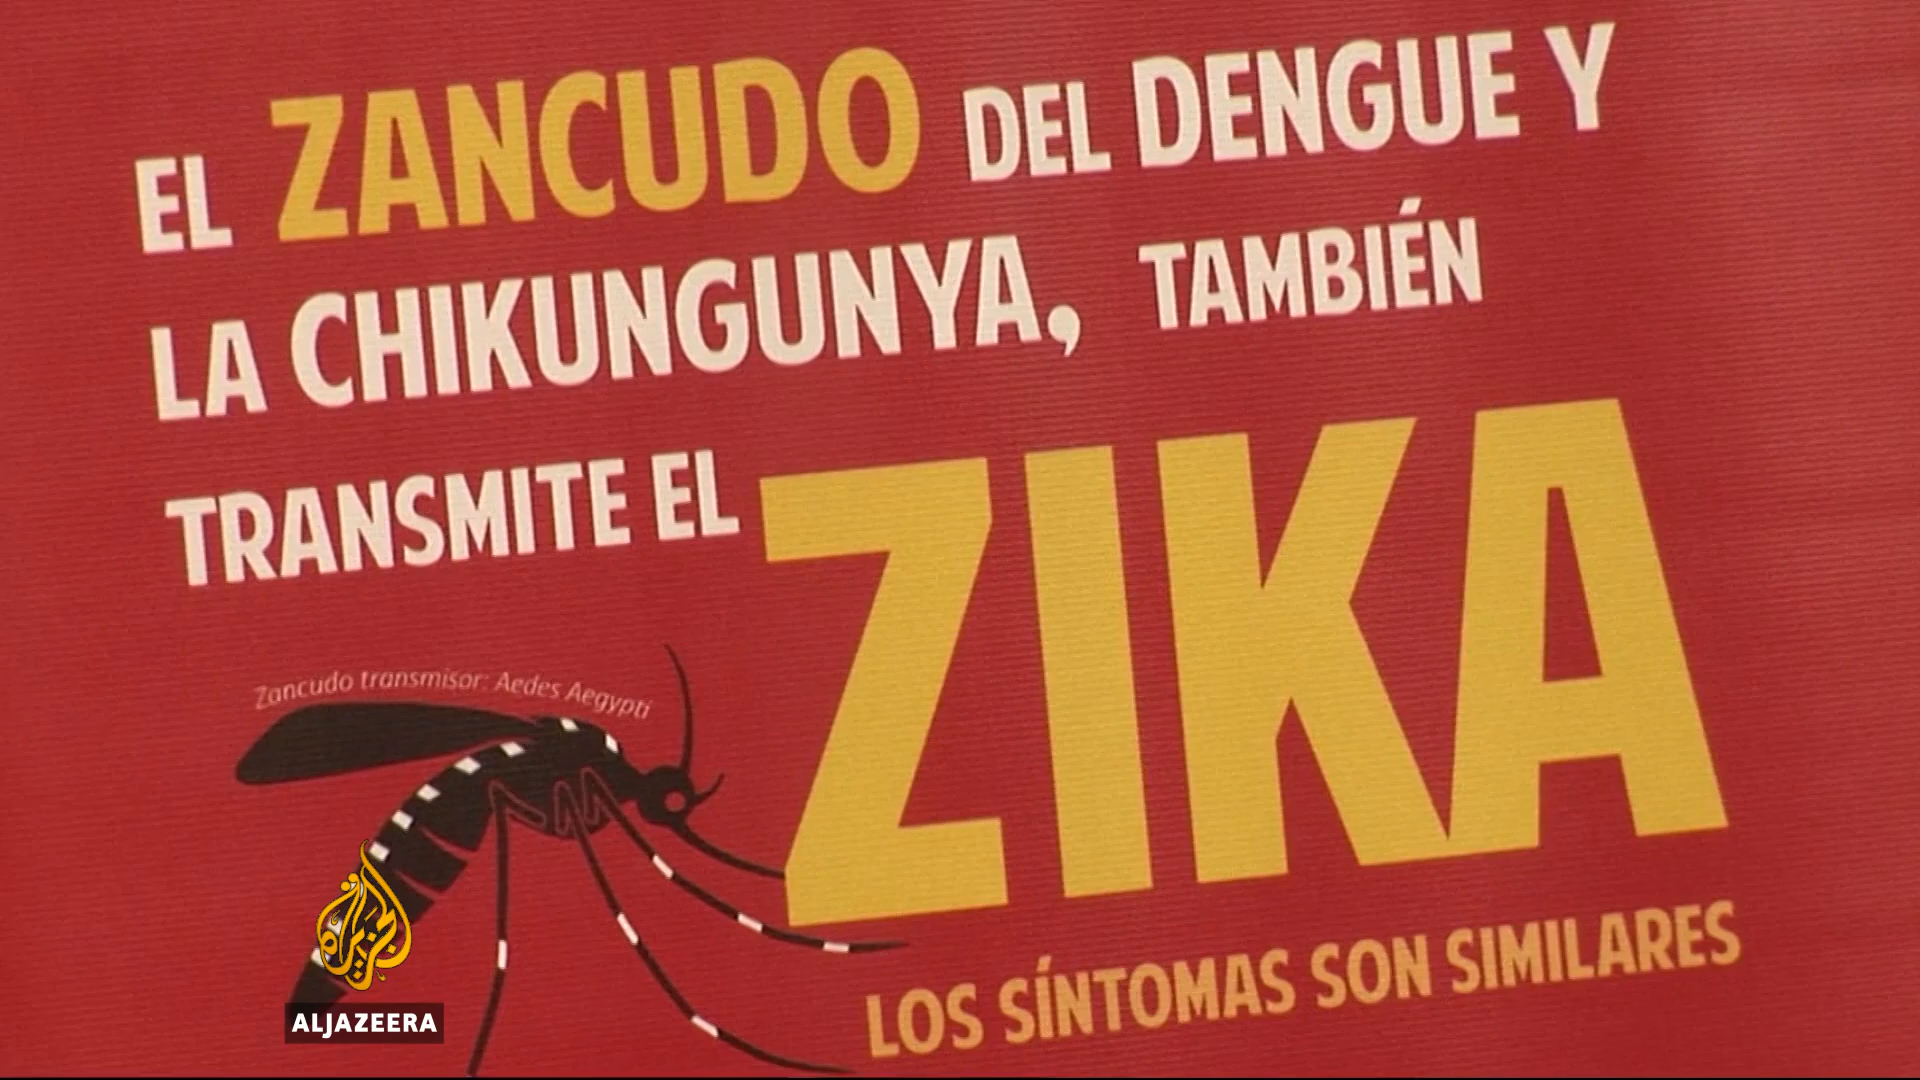 EL ZANCUDO DEL DENGUE Y
LA CHIKUNGUNYA, TAMBIÉN
TRANSMITE EL ZIKA
Zancudo transmisor: Aedes Aegypti
LOS SÍNTOMAS SON SIMILARES
الجزيرة
ALJAZEERA